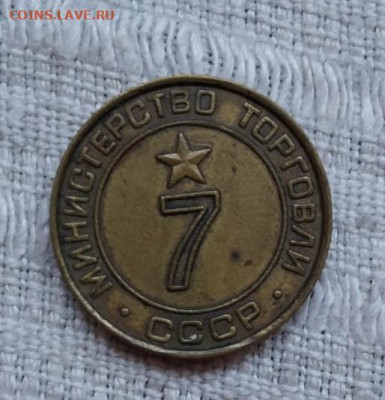 COINS.LAVE.RU
МИНИСТЕРСТВО ТОРГОВЛИ
7
· СССР ·